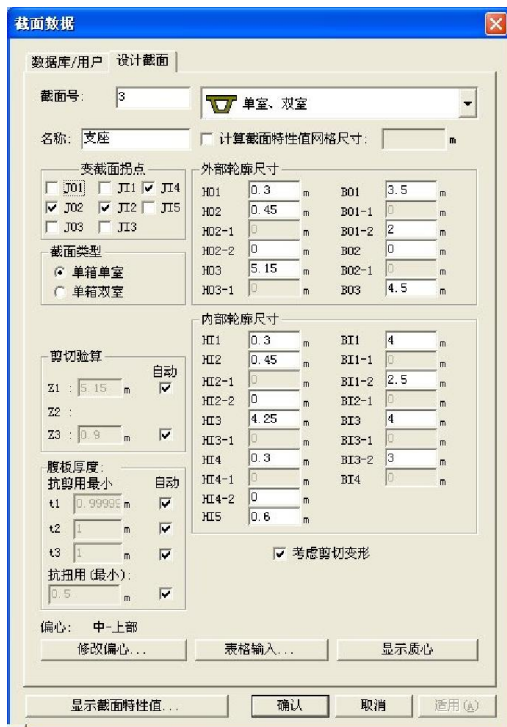 截面数据
数据库/用户 设计截面
截面号： 3 单室、双室
名称： 支座 计算截面特性值网格尺寸： m
变截面拐点
JO1 JI1 JI4
JO2 JI2 JI5
JO3 JI3
截面类型
单箱单室
单箱双室
外部轮廓尺寸
HO1 0.3 m BO1 3.5 m
HO2 0.45 m BO1-1 0 m
HO2-1 0 m BO1-2 2 m
HO2-2 0 m BO2 0 m
HO3 5.15 m BO2-1 0 m
HO3-1 0 m BO3 4.5 m
内部轮廓尺寸
HI1 0.3 m BI1 4 m
HI2 0.45 m BI1-1 0 m
HI2-1 0 m BI1-2 2.5 m
HI2-2 0 m BI2-1 0 m
HI3 4.25 m BI3 4 m
HI3-1 0 m BI3-1 0 m
HI4 0.3 m BI3-2 3 m
HI4-1 0 m BI4 0 m
HI4-2 0 m
HI5 0.6 m
考虑剪切变形
剪切验算
自动
Z1 : 5.15 m
Z2 :
Z3 : 0.9 m
腹板厚度：
抗剪用最小 自动
t1 0.99999 m
t2 1 m
t3 1 m
抗扭用(最小)：
0.5 m
偏心： 中-上部
修改偏心... 表格输入... 显示质心
显示截面特性值... 确认 取消 适用(A)